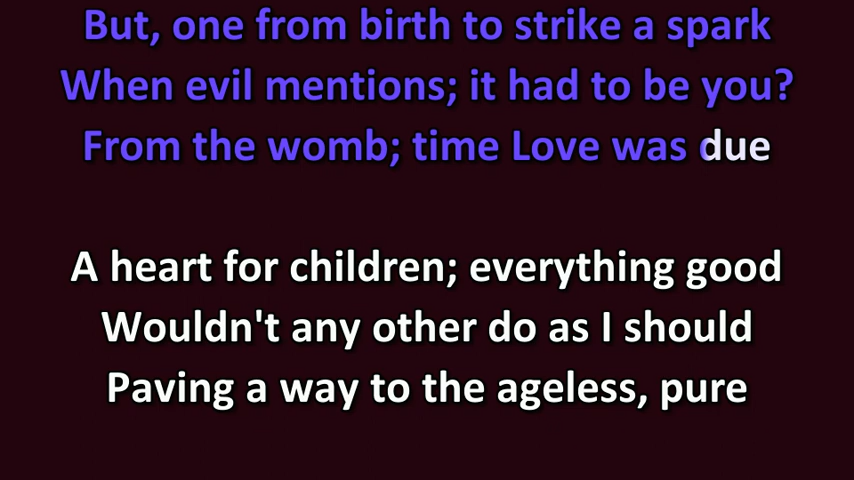 But, one from birth to strike a spark
When evil mentions; it had to be you?
From the womb; time Love was due
A heart for children; everything good
Wouldn't any other do as I should
Paving a way to the ageless, pure